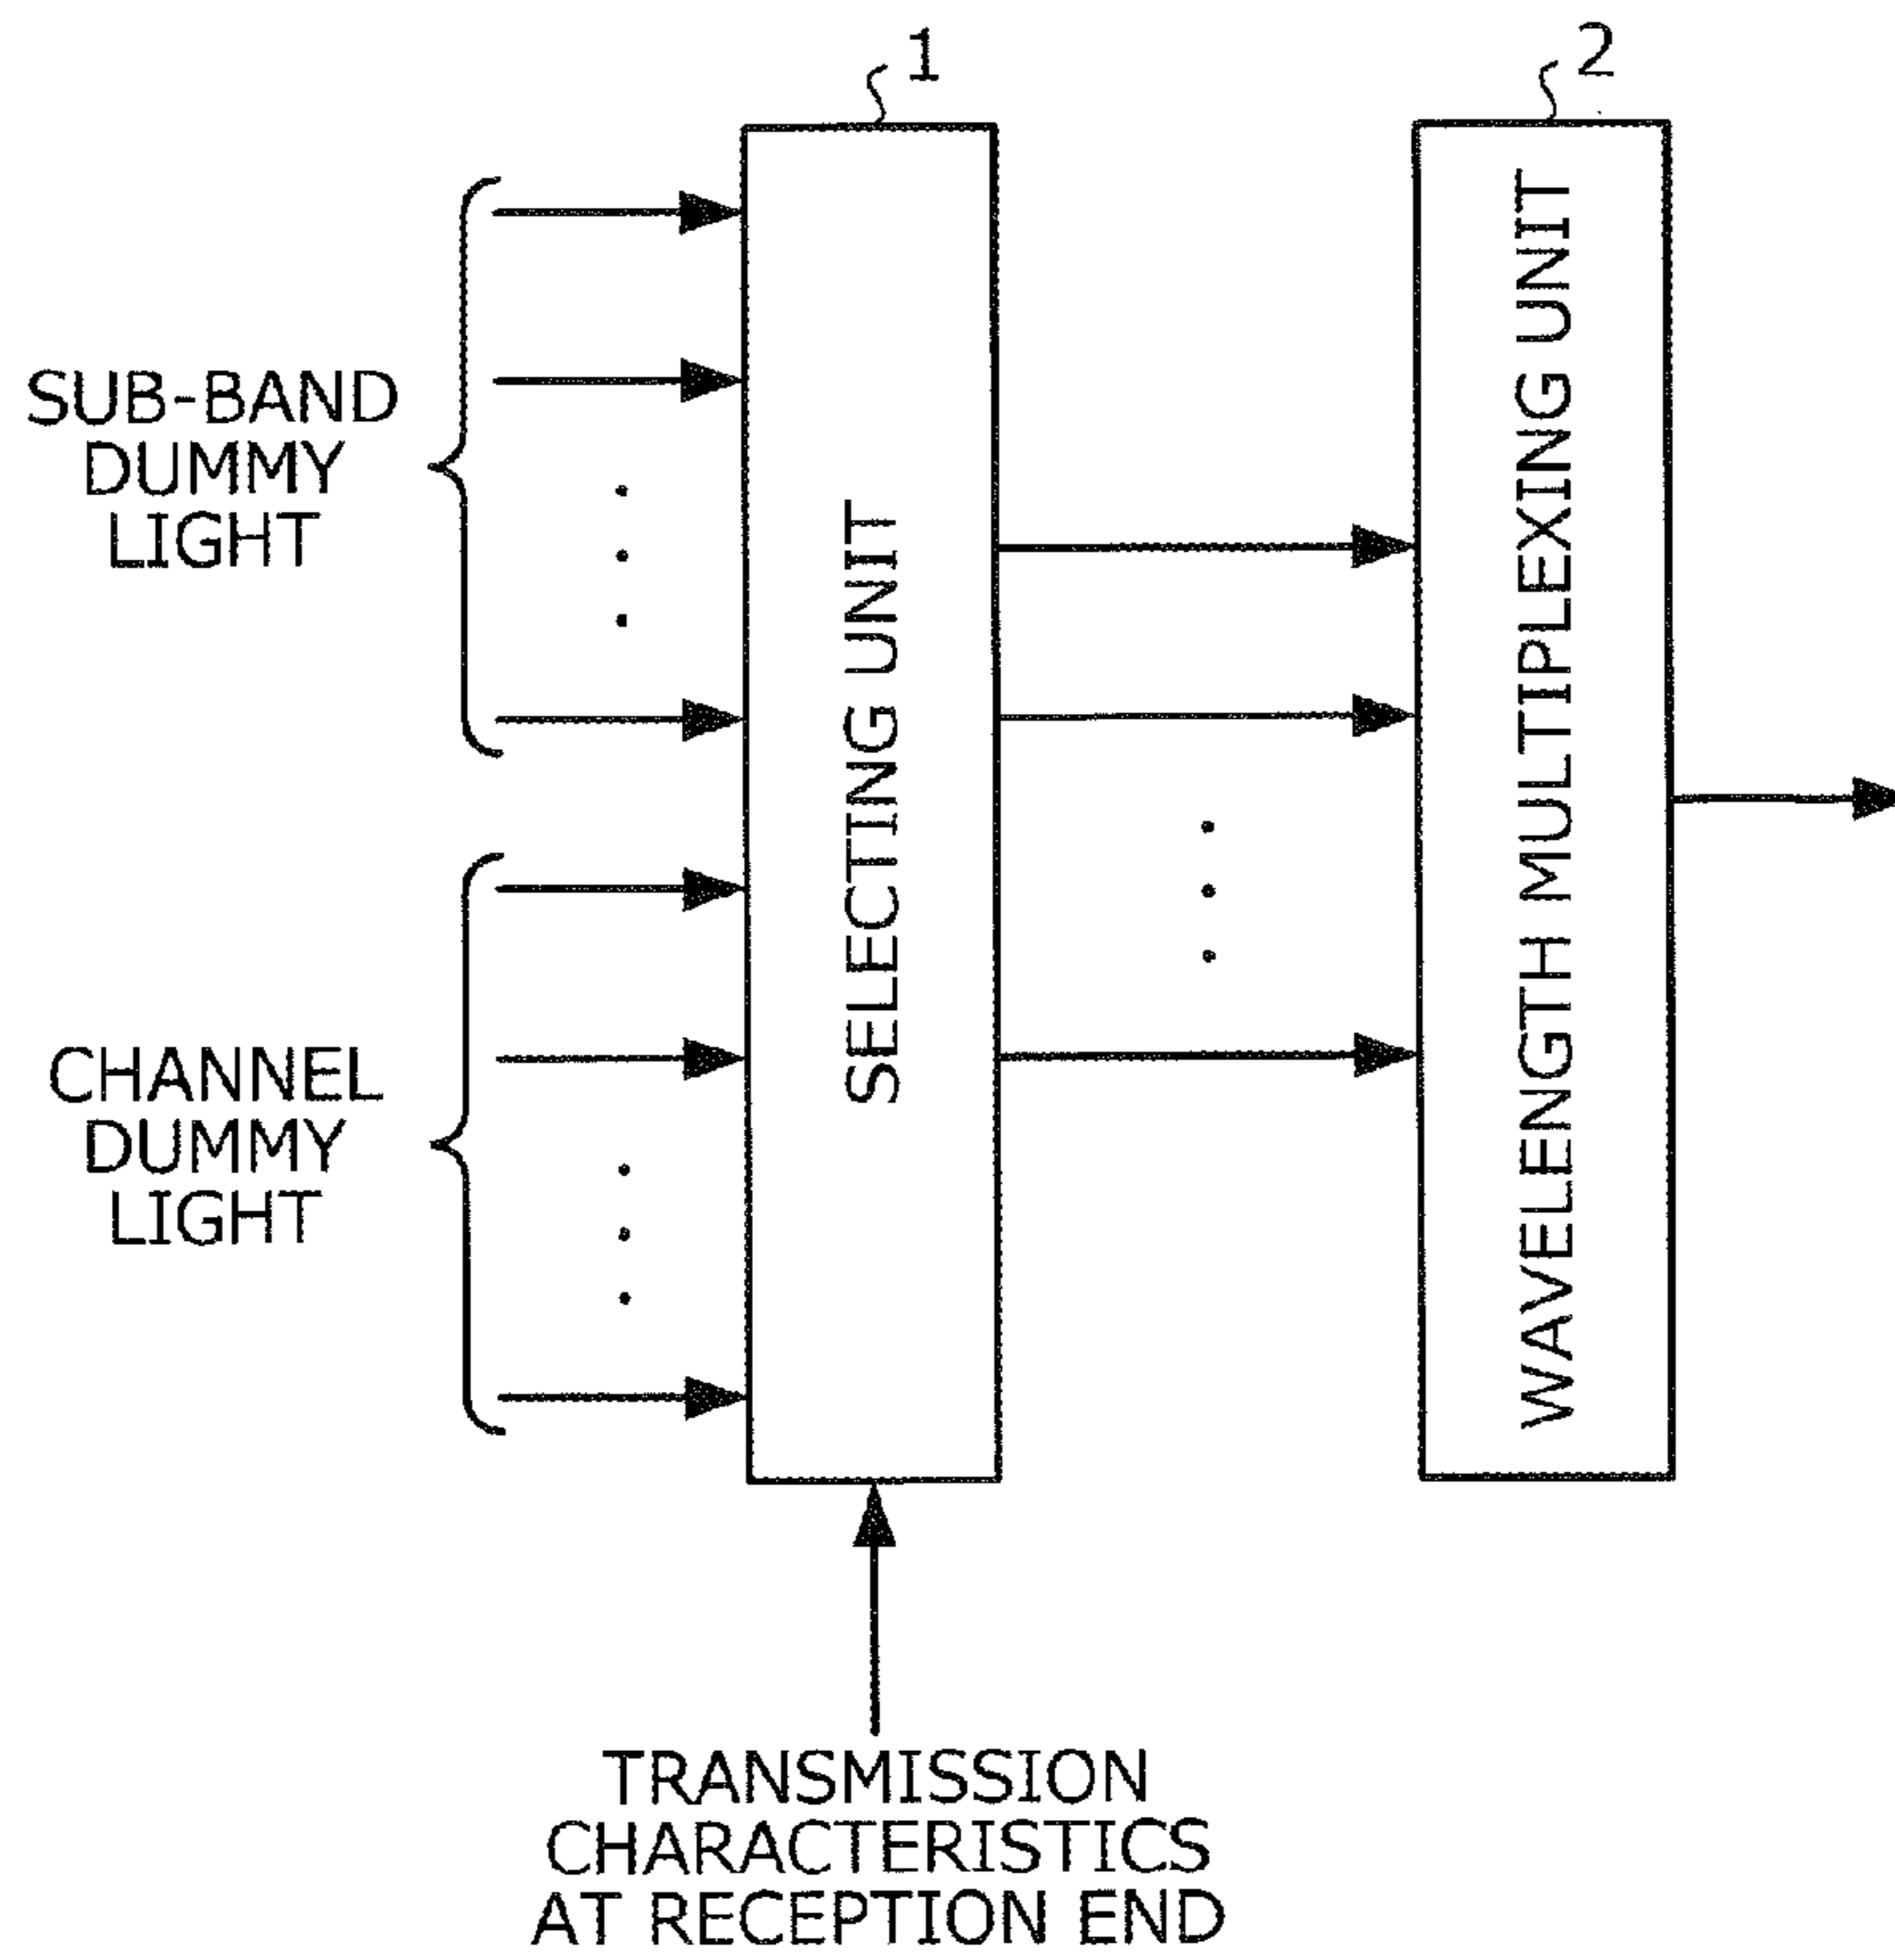 1
2
SUB-BAND
DUMMY
LIGHT
SELECTING UNIT
WAVELENGTH MULTIPLEXING UNIT
CHANNEL
DUMMY
LIGHT
TRANSMISSION
CHARACTERISTICS
AT RECEPTION END